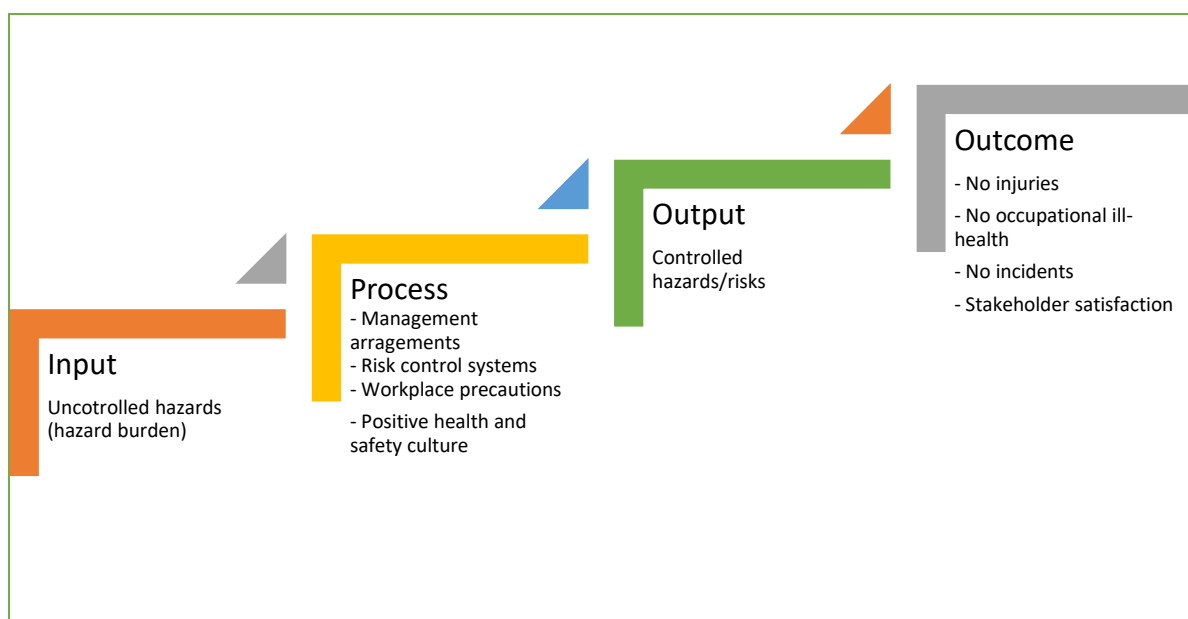 Input
Uncotrolled hazards
(hazard burden)
Process
- Management
arragements
- Risk control systems
- Workplace precautions
- Positive health and
safety culture
Output
Controlled
hazards/risks
Outcome
- No injuries
- No occupational ill-
health
- No incidents
- Stakeholder satisfaction